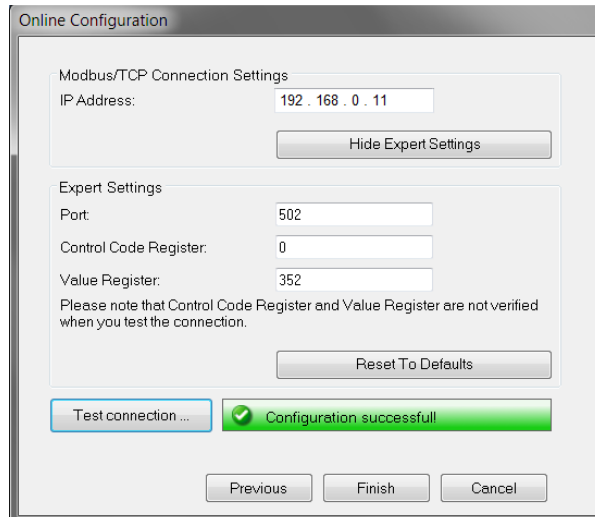 Online Configuration
Modbus/TCP Connection Settings
IP Address: 192 . 168 . 0 . 11
Hide Expert Settings
Expert Settings
Port: 502
Control Code Register: 0
Value Register: 352
Please note that Control Code Register and Value Register are not verified
when you test the connection.
Reset To Defaults
Test connection ... Configuration successful!
Previous Finish Cancel